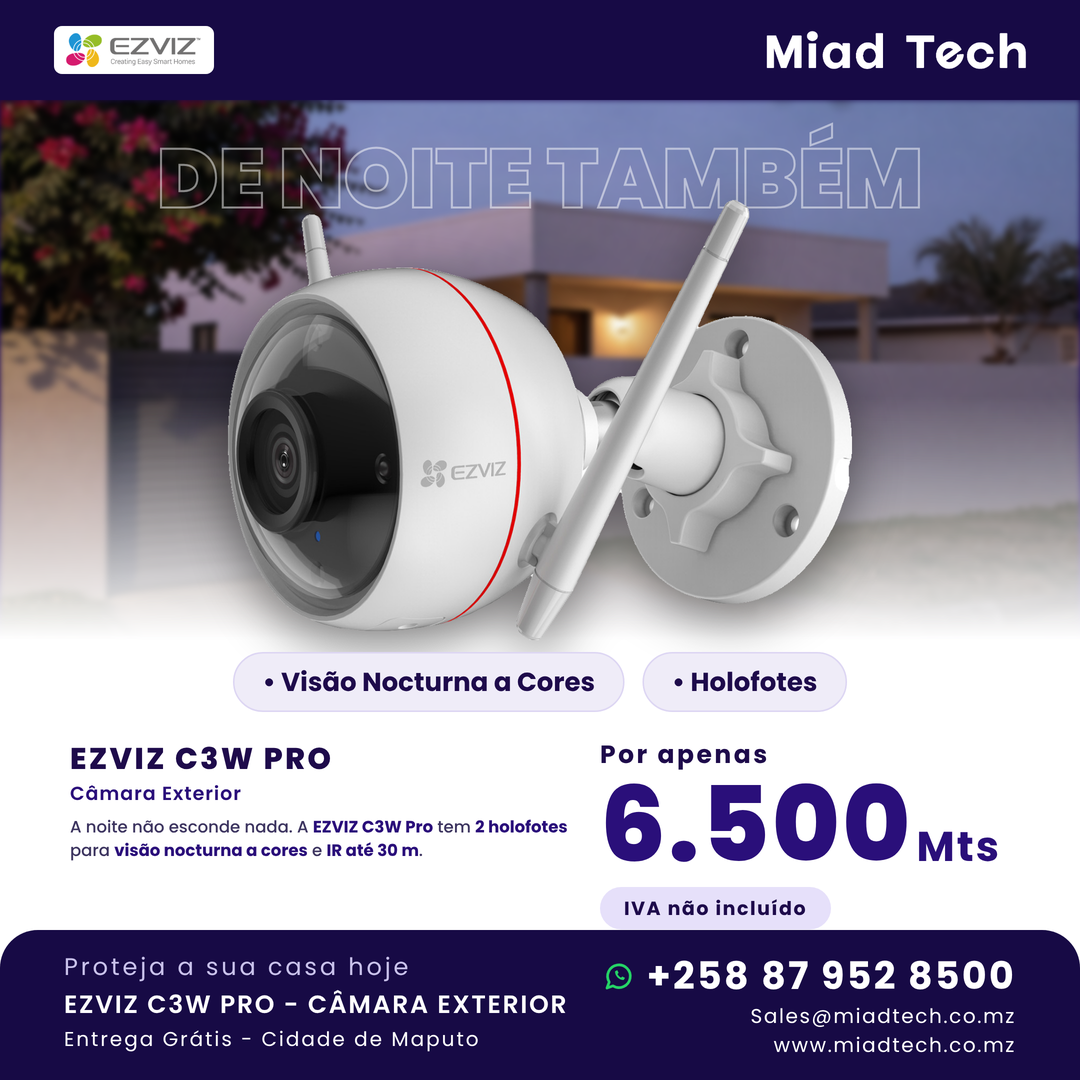 EZVIZ™
Creating Easy Smart Homes
Miad Tech
DE NOITE TAMBÉM
EZVIZ
• Visão Nocturna a Cores
• Holofotes
EZVIZ C3W PRO
Câmara Exterior
A noite não esconde nada. A EZVIZ C3W Pro tem 2 holofotes
para visão nocturna a cores e IR até 30 m.
Por apenas
6.500 Mts
IVA não incluído
Proteja a sua casa hoje
EZVIZ C3W PRO - CÂMARA EXTERIOR
Entrega Grátis - Cidade de Maputo
+258 87 952 8500
Sales@miadtech.co.mz
www.miadtech.co.mz